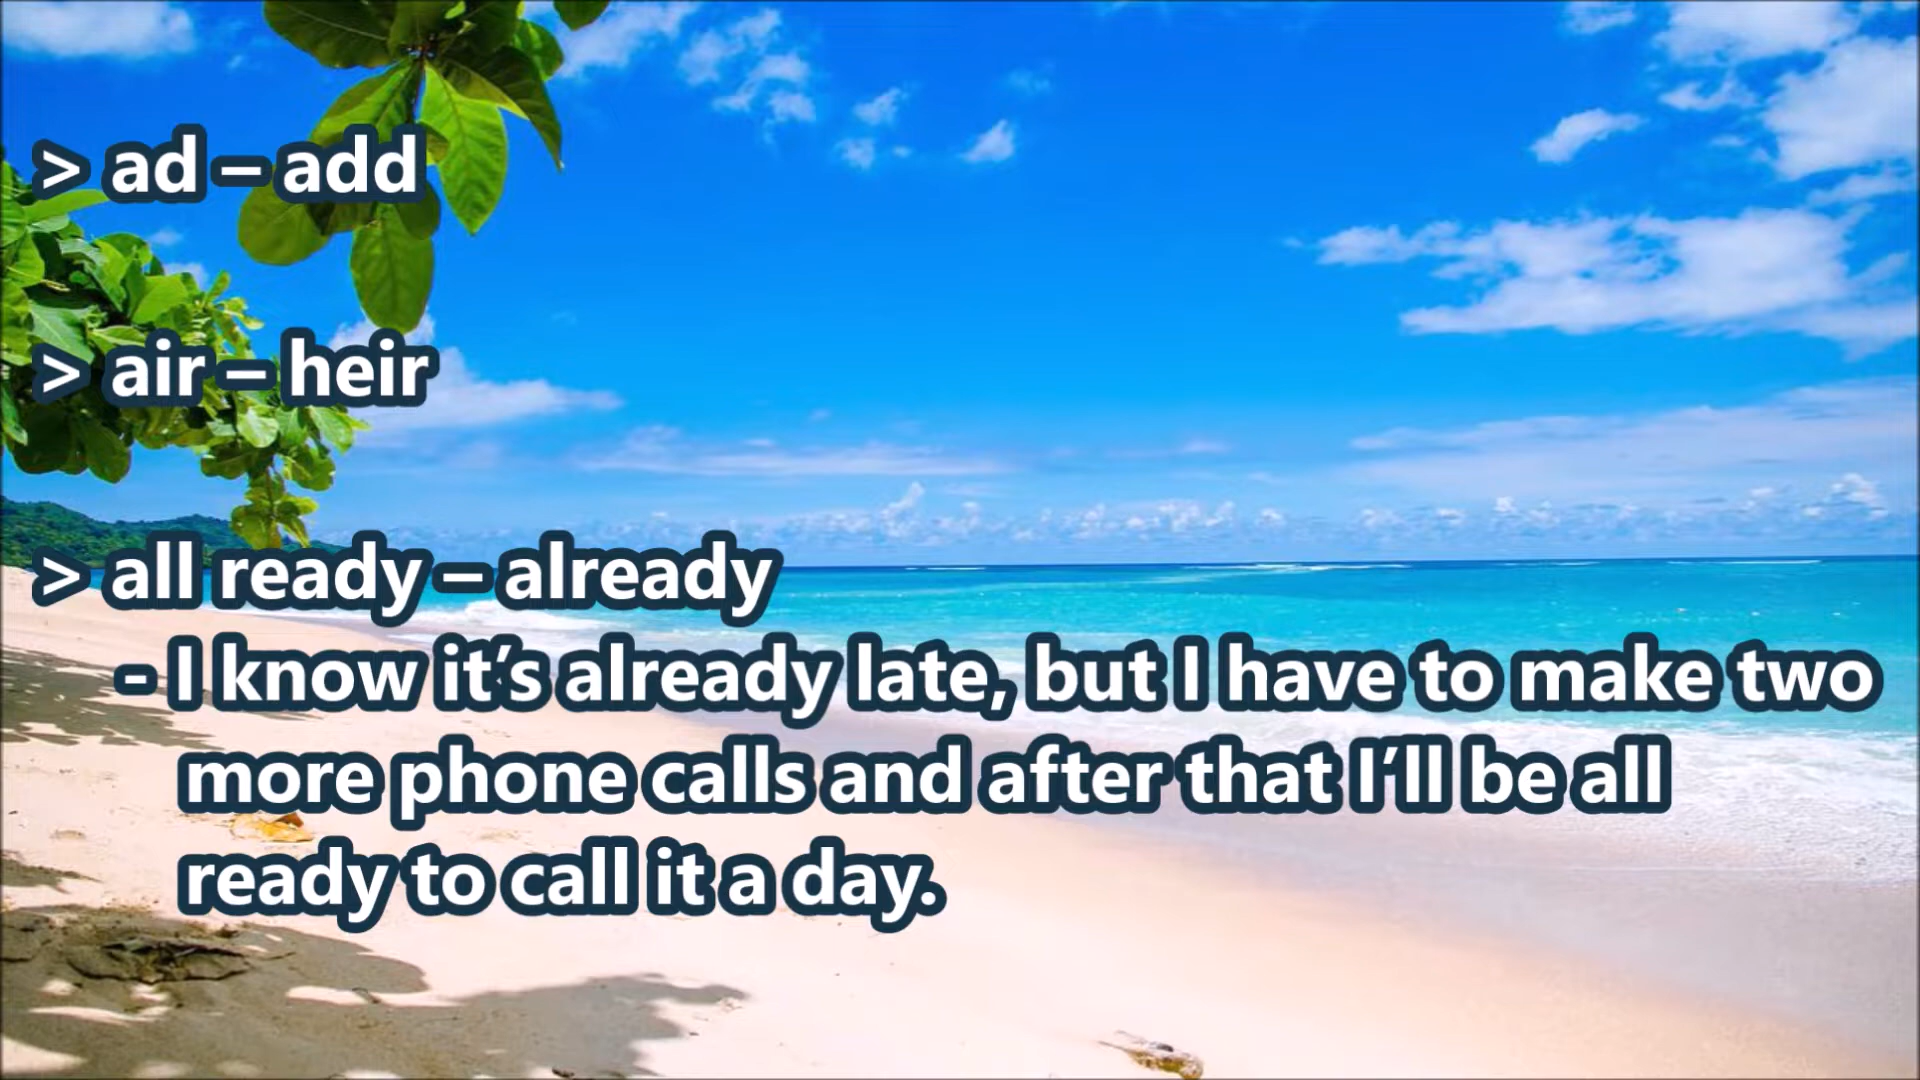 > ad – add
> air – heir
> all ready – already
- I know it’s already late, but I have to make two
more phone calls and after that I’ll be all
ready to call it a day.